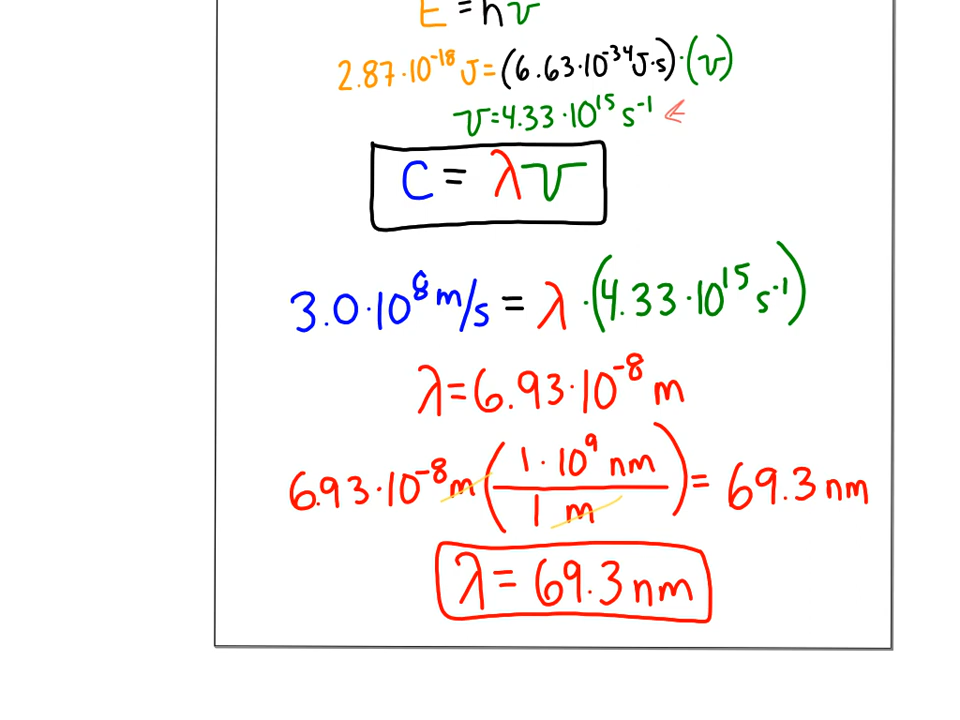 E = hν
2.87·10⁻¹⁸ J = (6.63·10⁻³⁴ J·s)·(ν)
ν = 4.33·10¹⁵ s⁻¹
C = λν
3.0·10⁸ m/s = λ·(4.33·10¹⁵ s⁻¹)
λ = 6.93·10⁻⁸ m
6.93·10⁻⁸ m (1·10⁹ nm / 1 m) = 69.3 nm
λ = 69.3 nm